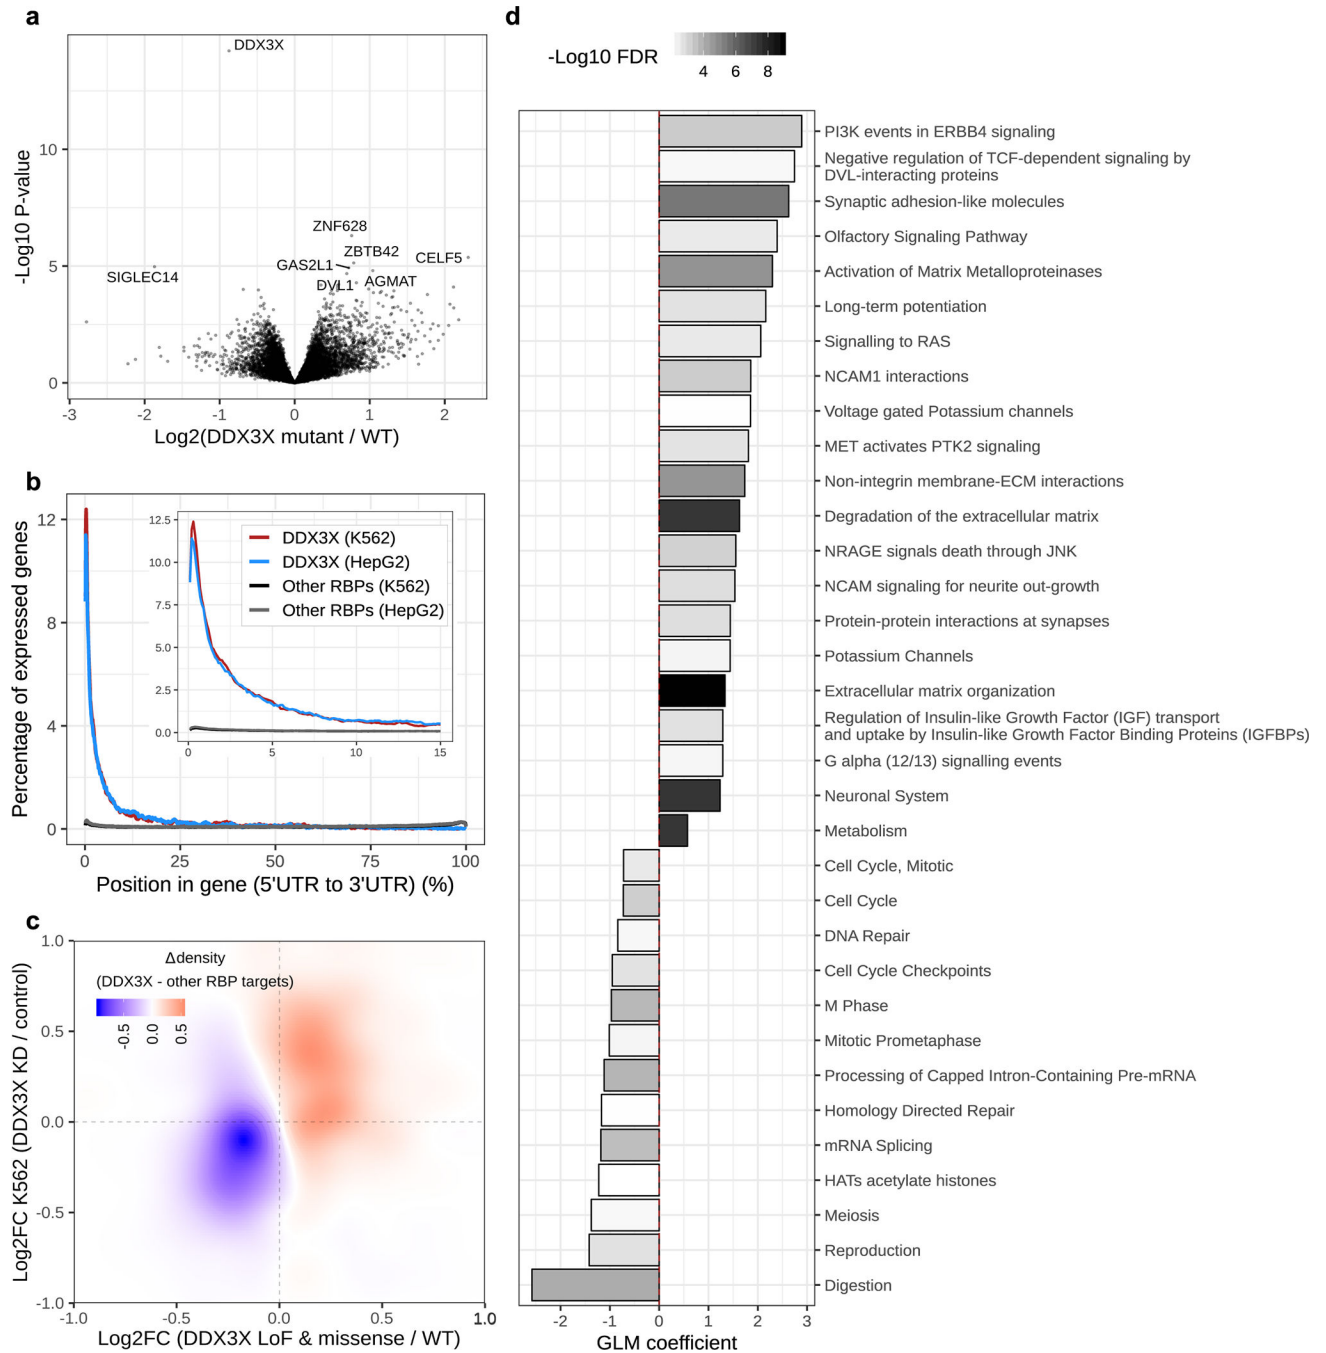 a
DDX3X
ZNF628
ZBTB42
CELF5
GAS2L1
SIGLEC14
DVL1
AGMAT
10
5
0
-3
-2
-1
0
1
2
-Log10 P-value
Log2(DDX3X mutant / WT)
b
12
8
4
0
12.5
10.0
7.5
5.0
2.5
0.0
0
5
10
15
DDX3X (K562)
DDX3X (HepG2)
Other RBPs (K562)
Other RBPs (HepG2)
0
25
50
75
100
Percentage of expressed genes
Position in gene (5'UTR to 3'UTR) (%)
c
1.0
0.5
0.0
-0.5
-1.0
Δdensity
(DDX3X - other RBP targets)
-0.5
0.0
0.5
-1.0
-0.5
0.0
0.5
1.0
Log2FC K562 (DDX3X KD / control)
Log2FC (DDX3X LoF & missense / WT)
d
-Log10 FDR
4
6
8
PI3K events in ERBB4 signaling
Negative regulation of TCF-dependent signaling by
DVL-interacting proteins
Synaptic adhesion-like molecules
Olfactory Signaling Pathway
Activation of Matrix Metalloproteinases
Long-term potentiation
Signalling to RAS
NCAM1 interactions
Voltage gated Potassium channels
MET activates PTK2 signaling
Non-integrin membrane-ECM interactions
Degradation of the extracellular matrix
NRAGE signals death through JNK
NCAM signaling for neurite out-growth
Protein-protein interactions at synapses
Potassium Channels
Extracellular matrix organization
Regulation of Insulin-like Growth Factor (IGF) transport
and uptake by Insulin-like Growth Factor Binding Proteins (IGFBPs)
G alpha (12/13) signalling events
Neuronal System
Metabolism
Cell Cycle, Mitotic
Cell Cycle
DNA Repair
Cell Cycle Checkpoints
M Phase
Mitotic Prometaphase
Processing of Capped Intron-Containing Pre-mRNA
Homology Directed Repair
mRNA Splicing
HATs acetylate histones
Meiosis
Reproduction
Digestion
-2
-1
0
1
2
3
GLM coefficient